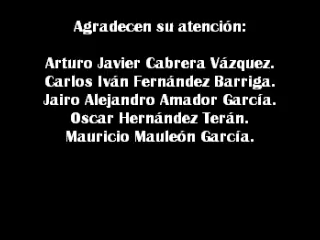 Agradecen su atención:
Arturo Javier Cabrera Vázquez.
Carlos Iván Fernández Barriga.
Jairo Alejandro Amador García.
Oscar Hernández Terán.
Mauricio Mauleón García.